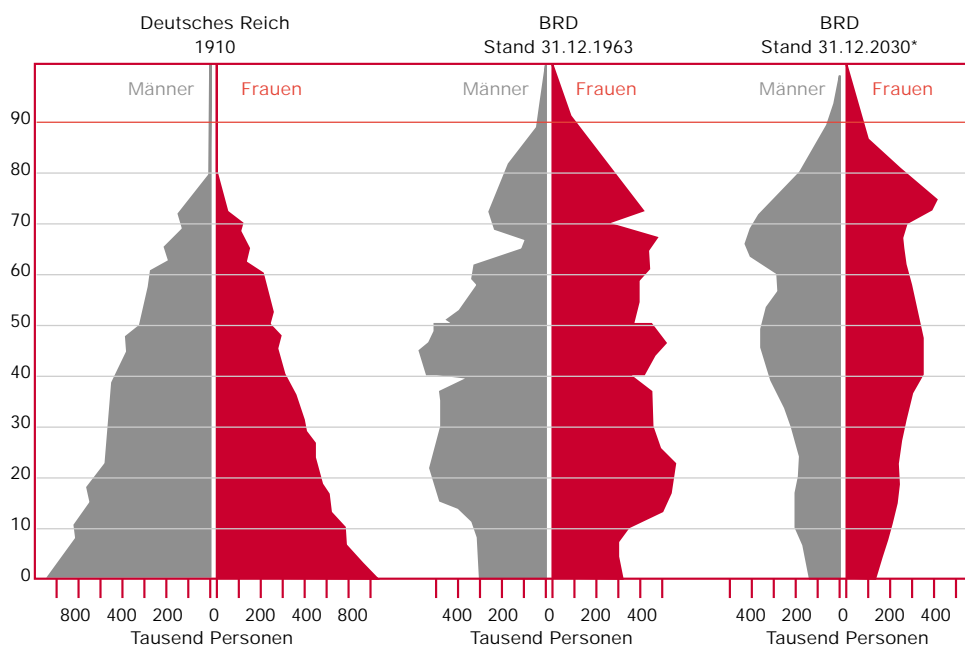 Deutsches Reich
1910
BRD
Stand 31.12.1963
BRD
Stand 31.12.2030*
Männer Frauen Männer Frauen Männer Frauen
90
80
70
60
50
40
30
20
10
0
800 400 200 0 200 400 800 400 200 0 200 400 400 200 0 200 400
Tausend Personen Tausend Personen Tausend Personen